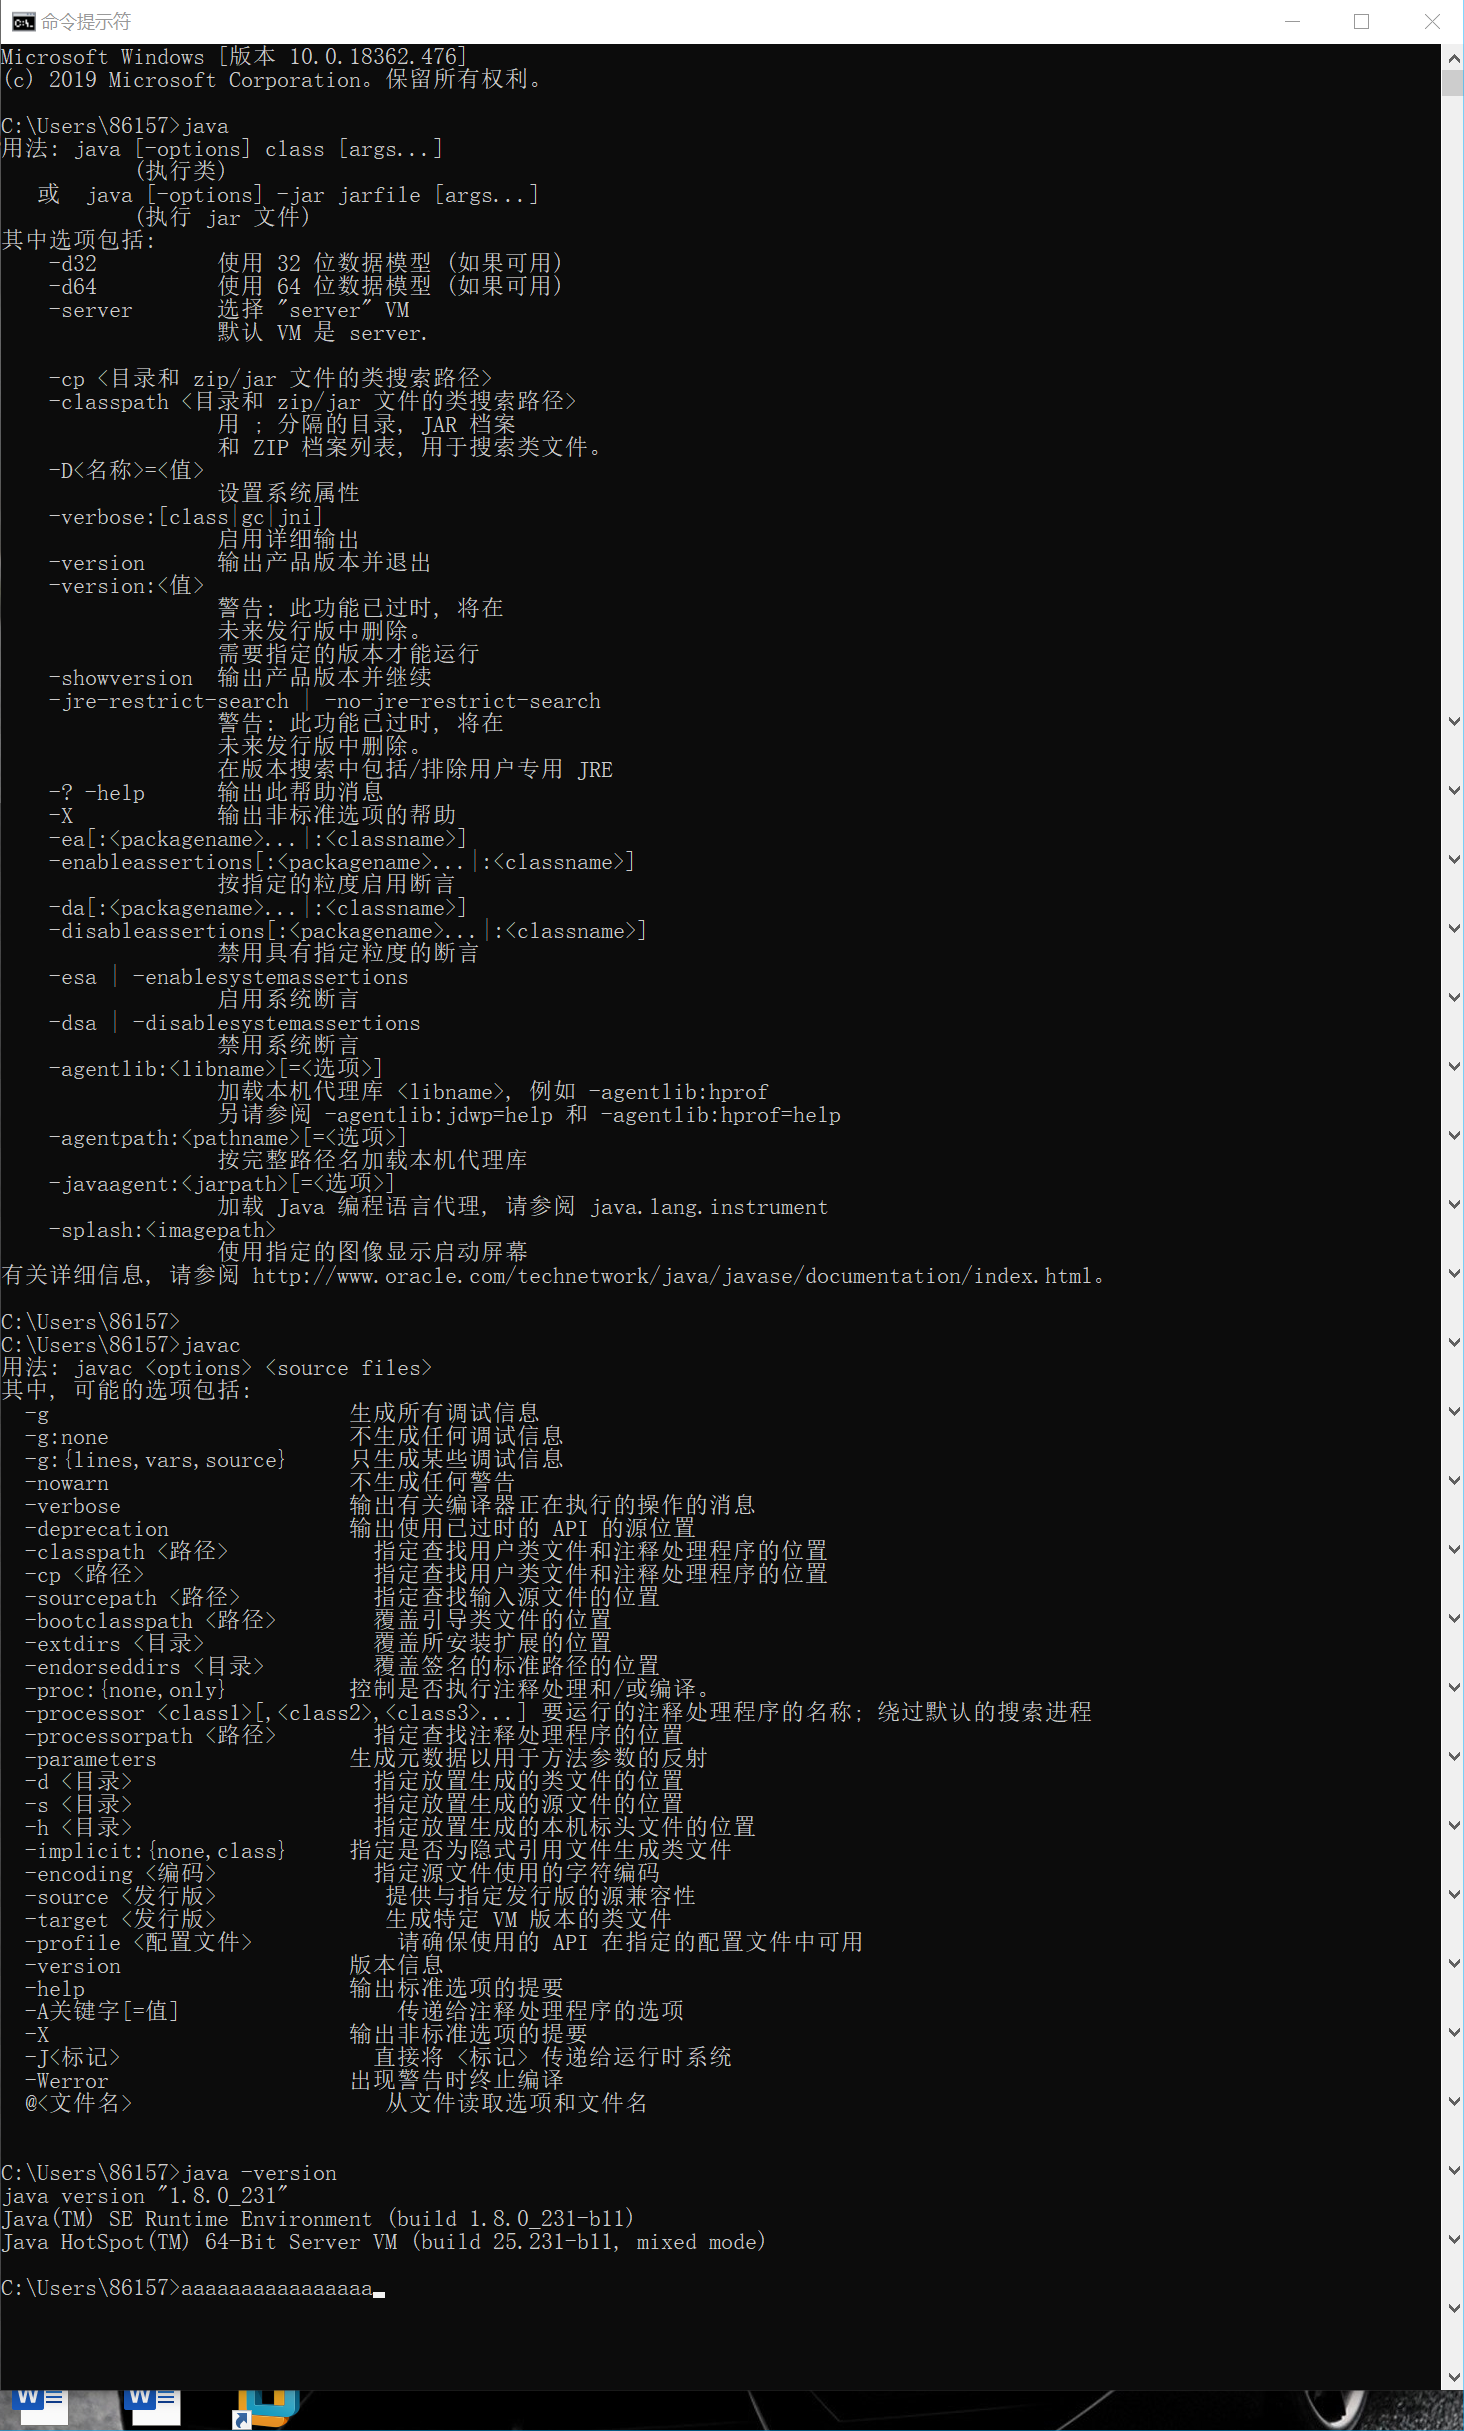 命令提示符
Microsoft Windows [版本 10.0.18362.476]
(c) 2019 Microsoft Corporation。保留所有权利。
C:\Users\86157>java
用法: java [-options] class [args...]
(执行类)
或  java [-options] -jar jarfile [args...]
(执行 jar 文件)
其中选项包括:
-d32          使用 32 位数据模型 (如果可用)
-d64          使用 64 位数据模型 (如果可用)
-server       选择 "server" VM
默认 VM 是 server.
-cp <目录和 zip/jar 文件的类搜索路径>
-classpath <目录和 zip/jar 文件的类搜索路径>
用 ; 分隔的目录, JAR 档案
和 ZIP 档案列表, 用于搜索类文件。
-D<名称>=<值>
设置系统属性
-verbose:[class|gc|jni]
启用详细输出
-version      输出产品版本并退出
-version:<值>
警告: 此功能已过时, 将在
未来发行版中删除。
需要指定的版本才能运行
-showversion  输出产品版本并继续
-jre-restrict-search | -no-jre-restrict-search
警告: 此功能已过时, 将在
未来发行版中删除。
在版本搜索中包括/排除用户专用 JRE
-? -help      输出此帮助消息
-X            输出非标准选项的帮助
-ea[:<packagename>...|:<classname>]
-enableassertions[:<packagename>...|:<classname>]
按指定的粒度启用断言
-da[:<packagename>...|:<classname>]
-disableassertions[:<packagename>...|:<classname>]
禁用具有指定粒度的断言
-esa | -enablesystemassertions
启用系统断言
-dsa | -disablesystemassertions
禁用系统断言
-agentlib:<libname>[=<选项>]
加载本机代理库 <libname>, 例如 -agentlib:hprof
另请参阅 -agentlib:jdwp=help 和 -agentlib:hprof=help
-agentpath:<pathname>[=<选项>]
按完整路径名加载本机代理库
-javaagent:<jarpath>[=<选项>]
加载 Java 编程语言代理, 请参阅 java.lang.instrument
-splash:<imagepath>
使用指定的图像显示启动屏幕
有关详细信息, 请参阅 http://www.oracle.com/technetwork/java/javase/documentation/index.html。
C:\Users\86157>
C:\Users\86157>javac
用法: javac <options> <source files>
其中, 可能的选项包括:
-g                         生成所有调试信息
-g:none                    不生成任何调试信息
-g:{lines,vars,source}     只生成某些调试信息
-nowarn                    不生成任何警告
-verbose                   输出有关编译器正在执行的操作的消息
-deprecation               输出使用已过时的 API 的源位置
-classpath <路径>            指定查找用户类文件和注释处理程序的位置
-cp <路径>                   指定查找用户类文件和注释处理程序的位置
-sourcepath <路径>           指定查找输入源文件的位置
-bootclasspath <路径>        覆盖引导类文件的位置
-extdirs <目录>              覆盖所安装扩展的位置
-endorseddirs <目录>         覆盖签名的标准路径的位置
-proc:{none,only}          控制是否执行注释处理和/或编译。
-processor <class1>[,<class2>,<class3>...] 要运行的注释处理程序的名称; 绕过默认的搜索进程
-processorpath <路径>        指定查找注释处理程序的位置
-parameters                生成元数据以用于方法参数的反射
-d <目录>                    指定放置生成的类文件的位置
-s <目录>                    指定放置生成的源文件的位置
-h <目录>                    指定放置生成的本机标头文件的位置
-implicit:{none,class}     指定是否为隐式引用文件生成类文件
-encoding <编码>             指定源文件使用的字符编码
-source <发行版>              提供与指定发行版的源兼容性
-target <发行版>              生成特定 VM 版本的类文件
-profile <配置文件>            请确保使用的 API 在指定的配置文件中可用
-version                   版本信息
-help                      输出标准选项的提要
-A关键字[=值]                  传递给注释处理程序的选项
-X                         输出非标准选项的提要
-J<标记>                     直接将 <标记> 传递给运行时系统
-Werror                    出现警告时终止编译
@<文件名>                     从文件读取选项和文件名
C:\Users\86157>java -version
java version "1.8.0_231"
Java(TM) SE Runtime Environment (build 1.8.0_231-b11)
Java HotSpot(TM) 64-Bit Server VM (build 25.231-b11, mixed mode)
C:\Users\86157>aaaaaaaaaaaaaaaa